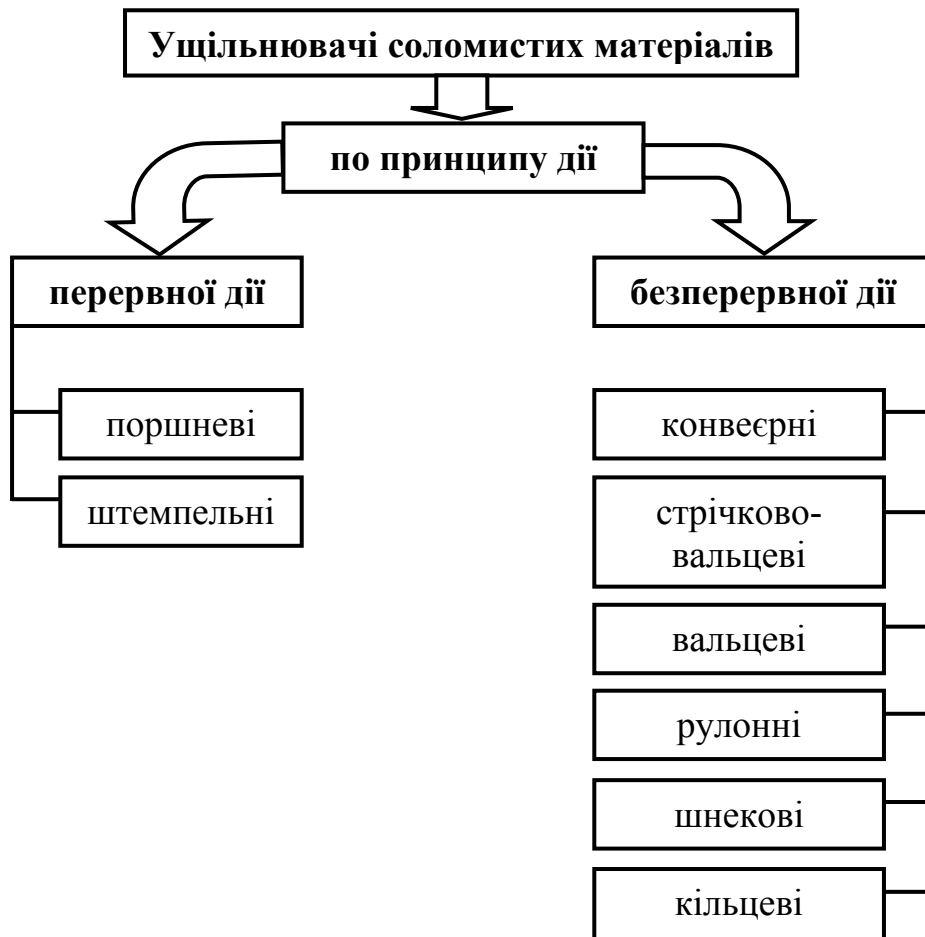 Ущільнювачі соломистих матеріалів
по принципу дії
перервної дії
поршневі
штемпельні
безперервної дії
конвеєрні
стрічково-
вальцеві
вальцеві
рулонні
шнекові
кільцеві